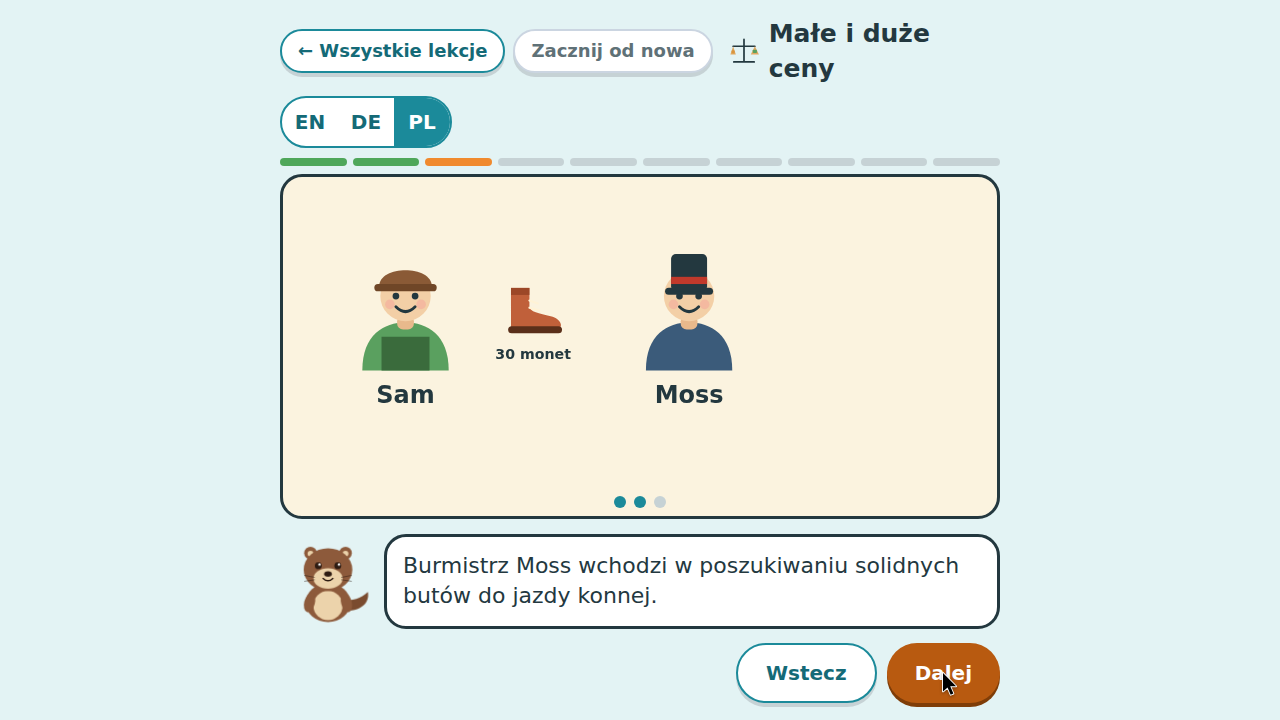 ← Wszystkie lekcje
Zacznij od nowa
Małe i duże
ceny
EN DE PL
30 monet
Sam
Moss
Burmistrz Moss wchodzi w poszukiwaniu solidnych
butów do jazdy konnej.
Wstecz
Dalej